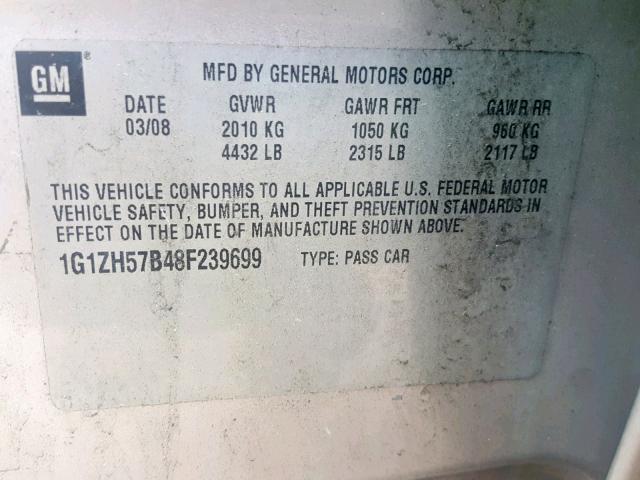 GM ®
MFD BY GENERAL MOTORS CORP.
DATE GVWR GAWR FRT GAWR RR
03/08 2010 KG 1050 KG 960 KG
4432 LB 2315 LB 2117 LB
THIS VEHICLE CONFORMS TO ALL APPLICABLE U.S. FEDERAL MOTOR
VEHICLE SAFETY, BUMPER, AND THEFT PREVENTION STANDARDS IN
EFFECT ON THE DATE OF MANUFACTURE SHOWN ABOVE.
1G1ZH57B48F239699 TYPE: PASS CAR